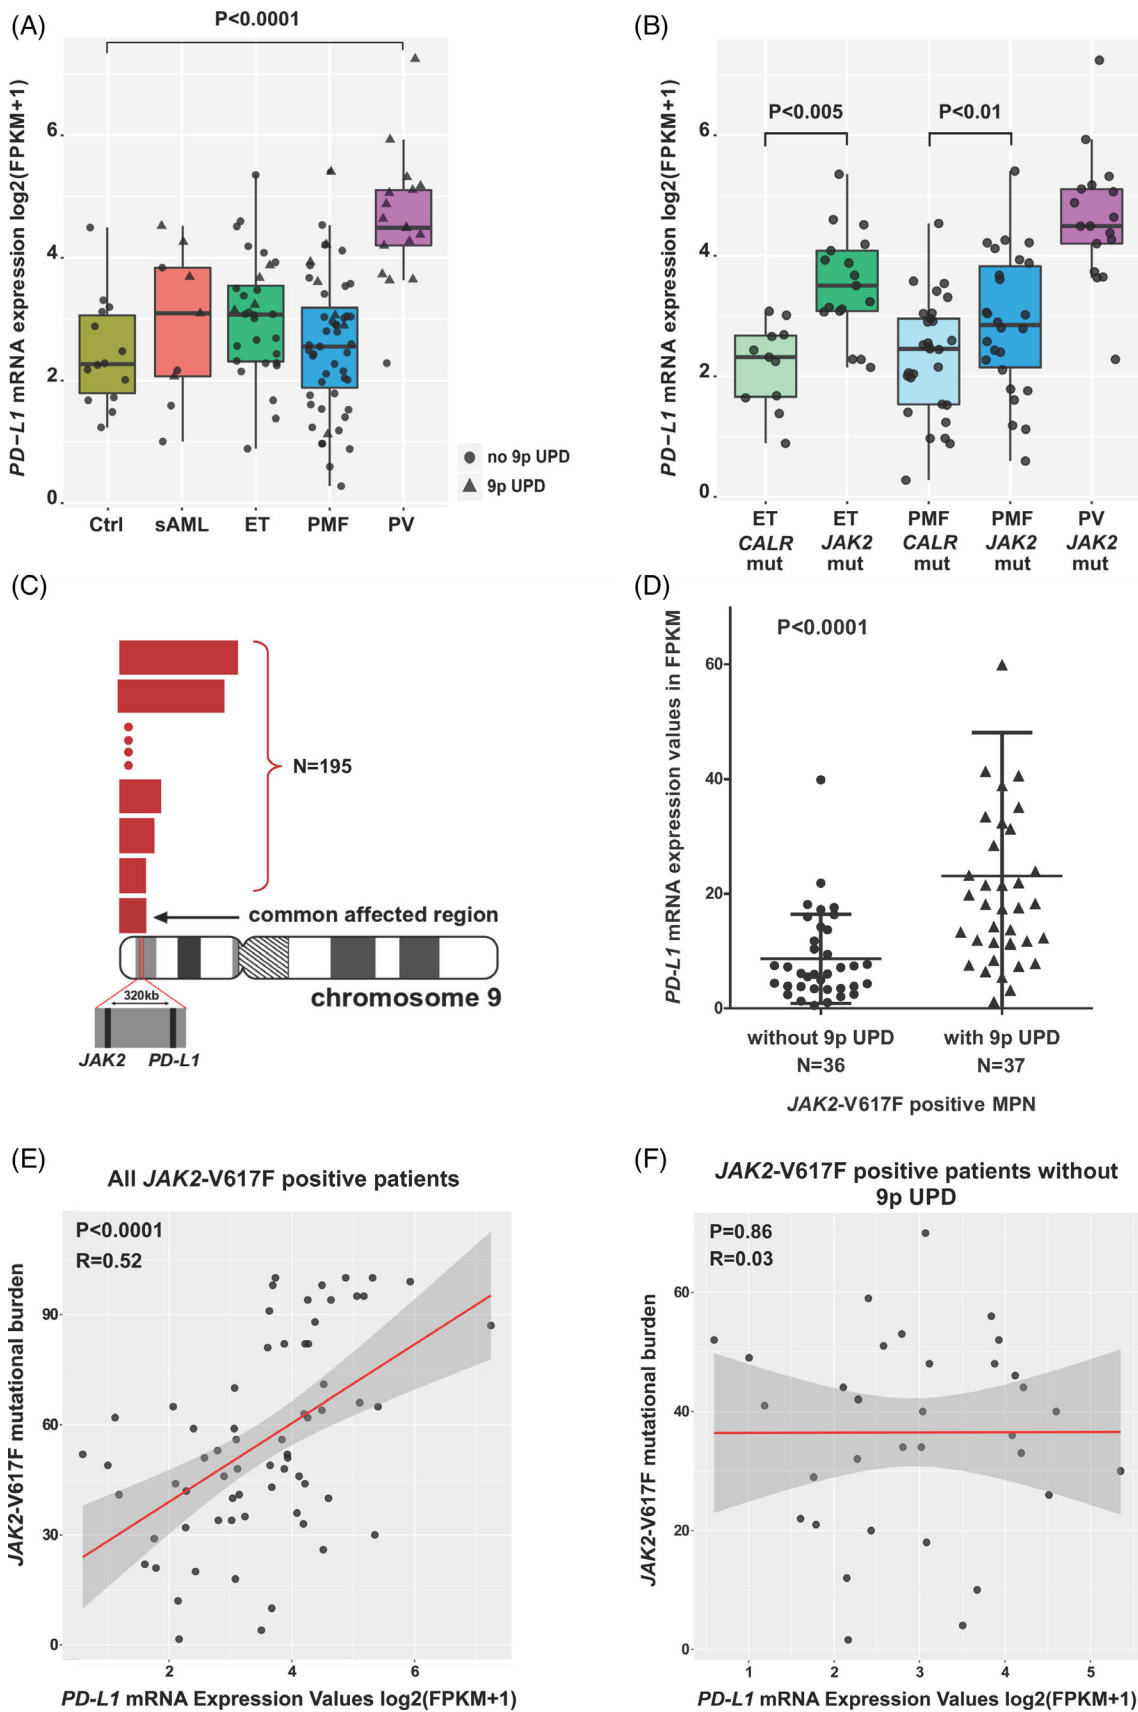 (A)
P<0.0001
PD–L1 mRNA expression log2(FPKM+1)
6
4
2
0
Ctrl sAML ET PMF PV
no 9p UPD
9p UPD
(B)
P<0.005 P<0.01
PD–L1 mRNA expression log2(FPKM+1)
6
4
2
0
ET ET PMF PMF PV
CALR JAK2 CALR JAK2 JAK2
mut mut mut mut mut
(C)
N=195
common affected region
chromosome 9
320kb
JAK2 PD-L1
(D)
P<0.0001
PD-L1 mRNA expression values in FPKM
60
40
20
0
without 9p UPD with 9p UPD
N=36 N=37
JAK2-V617F positive MPN
(E)
All JAK2-V617F positive patients
P<0.0001
R=0.52
JAK2-V617F mutational burden
90
60
30
0
2 4 6
PD-L1 mRNA Expression Values log2(FPKM+1)
(F)
JAK2-V617F positive patients without
9p UPD
P=0.86
R=0.03
JAK2-V617F mutational burden
60
40
20
0
1 2 3 4 5
PD-L1 mRNA Expression Values log2(FPKM+1)